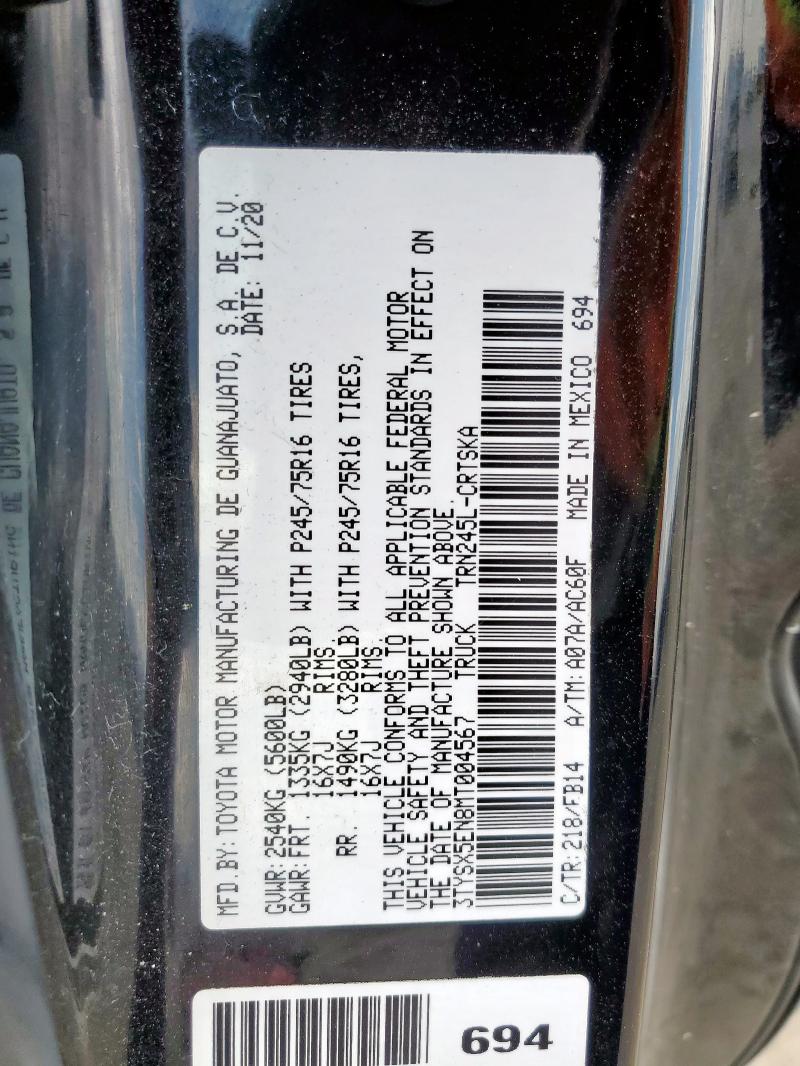 MFD.BY:TOYOTA MOTOR MANUFACTURING DE GUANAJUATO, S.A. DE C.V.
DATE: 11/20
GVWR:2540KG (5600LB)
GAWR:FRT. 1335KG (2940LB) WITH P245/75R16 TIRES
16X7J RIMS.
RR. 1490KG (3280LB) WITH P245/75R16 TIRES,
16X7J RIMS.
THIS VEHICLE CONFORMS TO ALL APPLICABLE FEDERAL MOTOR
VEHICLE SAFETY AND THEFT PREVENTION STANDARDS IN EFFECT ON
THE DATE OF MANUFACTURE SHOWN ABOVE.
3TYSX5EN8MT004567 TRUCK TRN245L-CRTSKA
C/TR:218/FB14 A/TM:A07A/AC60F MADE IN MEXICO 694
694